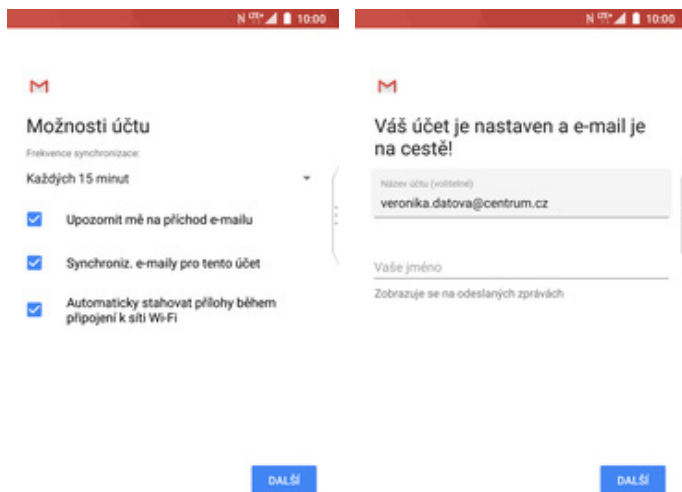 N LTE+ 10:00
Možnosti účtu
Frekvence synchronizace:
Každých 15 minut
Upozornit mě na příchod e-mailu
Synchroniz. e-maily pro tento účet
Automaticky stahovat přílohy během
připojení k síti Wi-Fi
DALŠÍ
N LTE+ 10:00
Váš účet je nastaven a e-mail je
na cestě!
Název účtu (volitelné)
veronika.datova@centrum.cz
Vaše jméno
Zobrazuje se na odeslaných zprávách
DALŠÍ